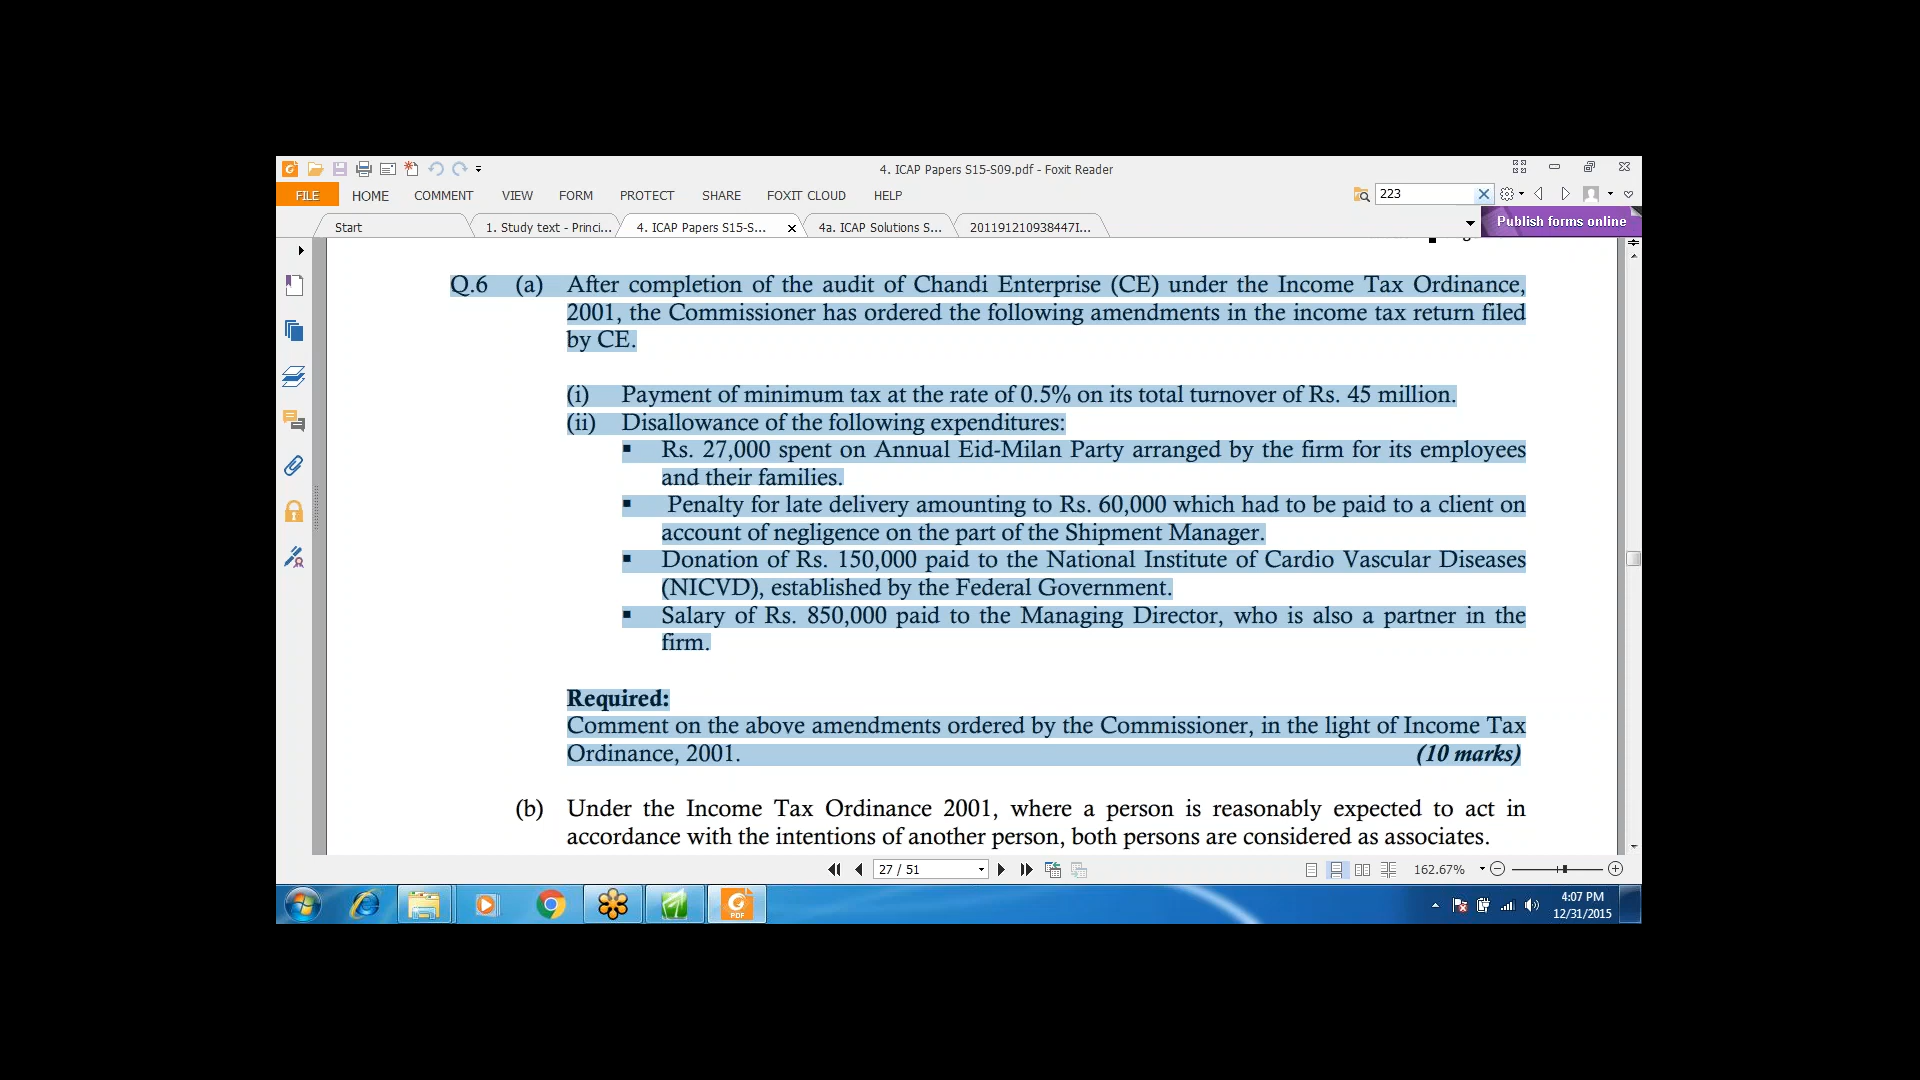 4. ICAP Papers S15-S09.pdf - Foxit Reader
FILE HOME COMMENT VIEW FORM PROTECT SHARE FOXIT CLOUD HELP 223
Start 1. Study text - Princi... 4. ICAP Papers S15-S... 4a. ICAP Solutions S... 201191210938447I... Publish forms online
Q.6 (a) After completion of the audit of Chandi Enterprise (CE) under the Income Tax Ordinance,
2001, the Commissioner has ordered the following amendments in the income tax return filed
by CE.
(i) Payment of minimum tax at the rate of 0.5% on its total turnover of Rs. 45 million.
(ii) Disallowance of the following expenditures:
▪ Rs. 27,000 spent on Annual Eid-Milan Party arranged by the firm for its employees
and their families.
▪ Penalty for late delivery amounting to Rs. 60,000 which had to be paid to a client on
account of negligence on the part of the Shipment Manager.
▪ Donation of Rs. 150,000 paid to the National Institute of Cardio Vascular Diseases
(NICVD), established by the Federal Government.
▪ Salary of Rs. 850,000 paid to the Managing Director, who is also a partner in the
firm.
Required:
Comment on the above amendments ordered by the Commissioner, in the light of Income Tax
Ordinance, 2001. (10 marks)
(b) Under the Income Tax Ordinance 2001, where a person is reasonably expected to act in
accordance with the intentions of another person, both persons are considered as associates.
27 / 51 162.67%
PDF
4:07 PM
12/31/2015